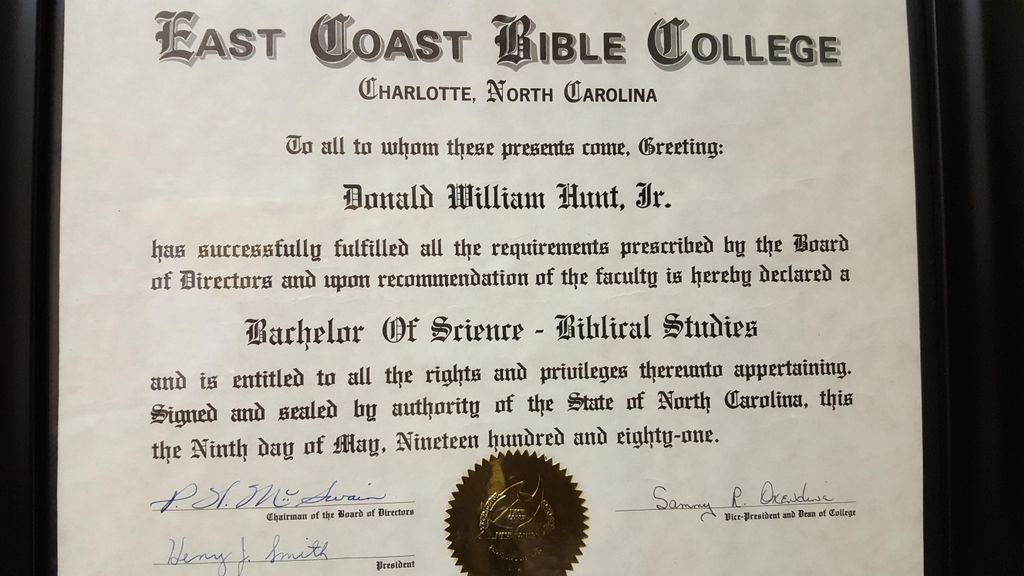 East Coast Bible College
Charlotte, North Carolina
To all to whom these presents come, Greeting:
Donald William Hunt, Jr.
has successfully fulfilled all the requirements prescribed by the Board
of Directors and upon recommendation of the faculty is hereby declared a
Bachelor Of Science - Biblical Studies
and is entitled to all the rights and privileges thereunto appertaining.
Signed and sealed by authority of the State of North Carolina, this
the Ninth day of May, Nineteen hundred and eighty-one.
P. H. McSwain
Chairman of the Board of Directors
Henry J. Smith
President
Sammy R. Oxendine
Vice-President and Dean of College